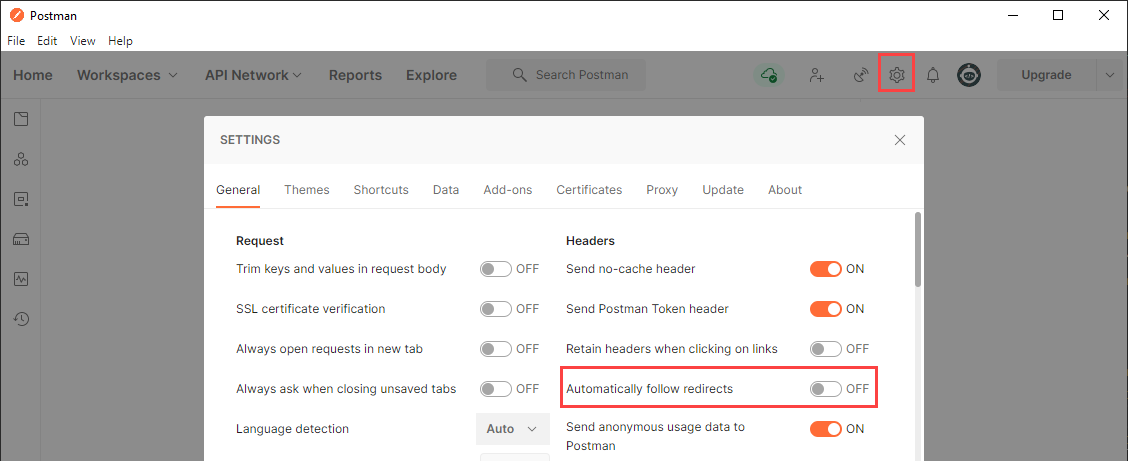 Postman
File Edit View Help
Home Workspaces API Network Reports Explore Search Postman Upgrade
SETTINGS
General Themes Shortcuts Data Add-ons Certificates Proxy Update About
Request
Trim keys and values in request body OFF
SSL certificate verification OFF
Always open requests in new tab OFF
Always ask when closing unsaved tabs OFF
Language detection Auto
Headers
Send no-cache header ON
Send Postman Token header ON
Retain headers when clicking on links OFF
Automatically follow redirects OFF
Send anonymous usage data to ON
Postman